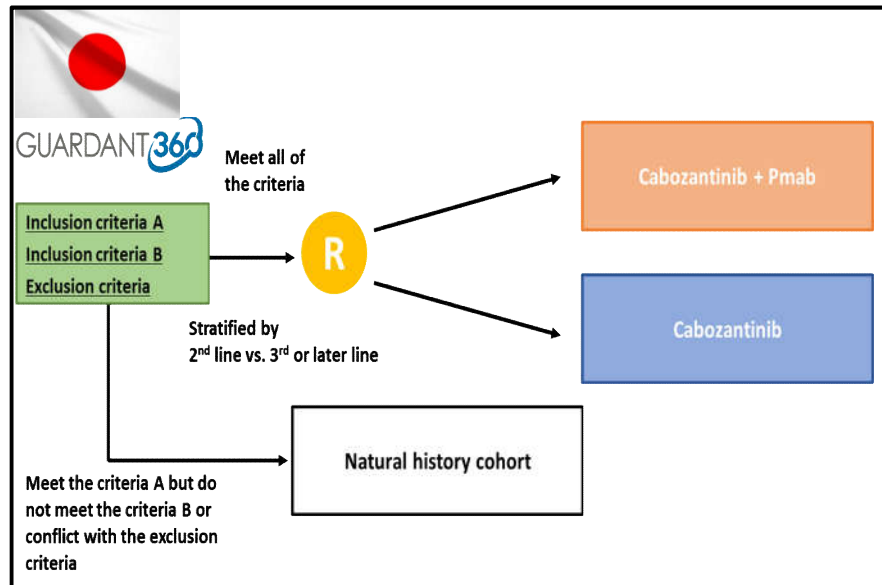 GUARDANT 360
Meet all of
the criteria
Cabozantinib + Pmab
Inclusion criteria A
Inclusion criteria B
Exclusion criteria
R
Stratified by
2nd line vs. 3rd or later line
Cabozantinib
Natural history cohort
Meet the criteria A but do
not meet the criteria B or
conflict with the exclusion
criteria